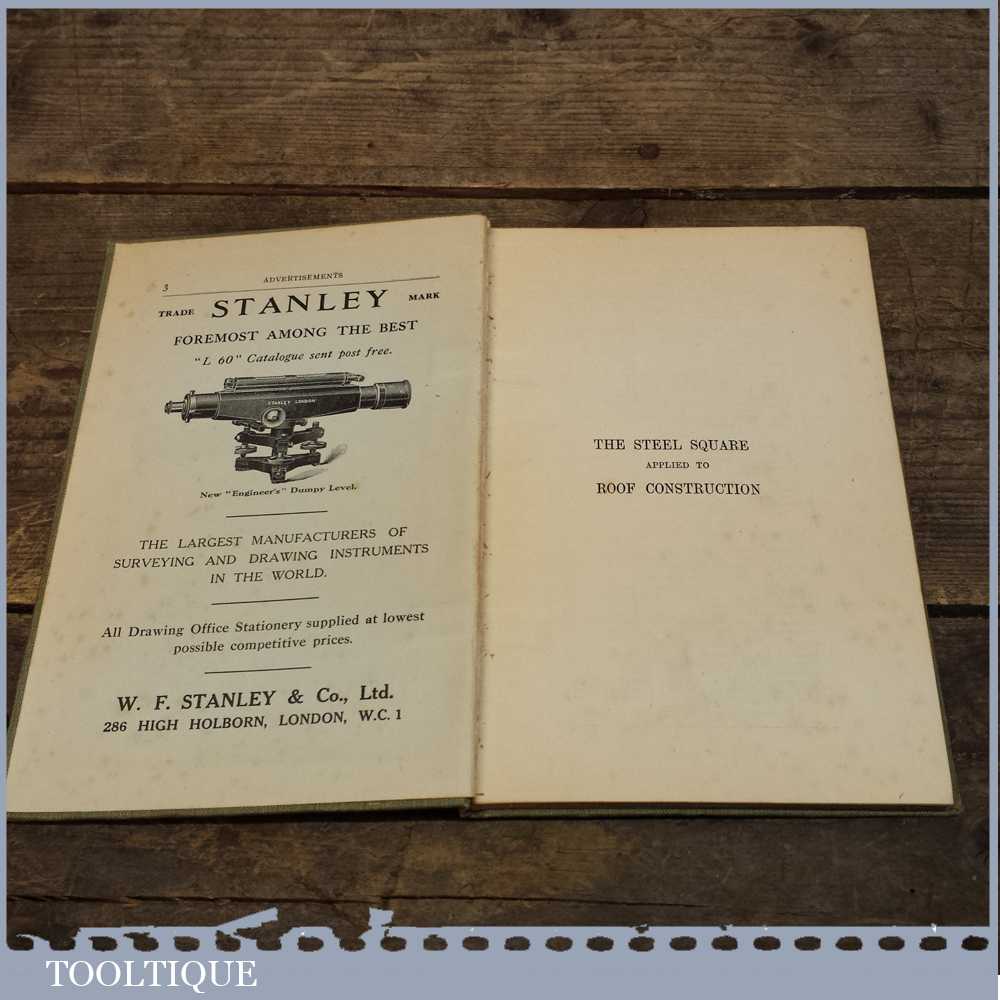 3
ADVERTISEMENTS
TRADE STANLEY MARK
FOREMOST AMONG THE BEST
"L 60" Catalogue sent post free.
STANLEY LONDON
New "Engineer's" Dumpy Level.
THE LARGEST MANUFACTURERS OF
SURVEYING AND DRAWING INSTRUMENTS
IN THE WORLD.
All Drawing Office Stationery supplied at lowest
possible competitive prices.
W. F. STANLEY & Co., Ltd.
286 HIGH HOLBORN, LONDON, W.C. 1
THE STEEL SQUARE
APPLIED TO
ROOF CONSTRUCTION
TOOLTIQUE